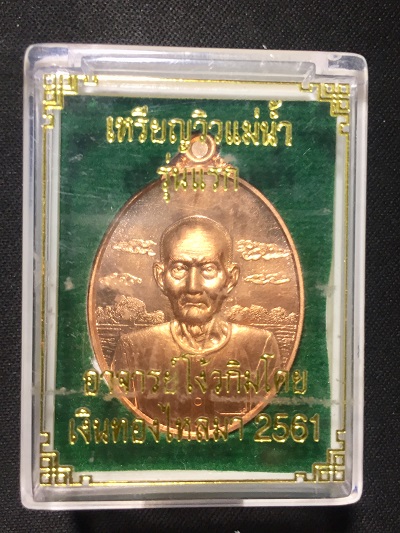 เหรียญวิวแม่น้ำ
รุ่นแรก
อาจารย์โง้วกิมโคย
เงินทองไหลมา 2561